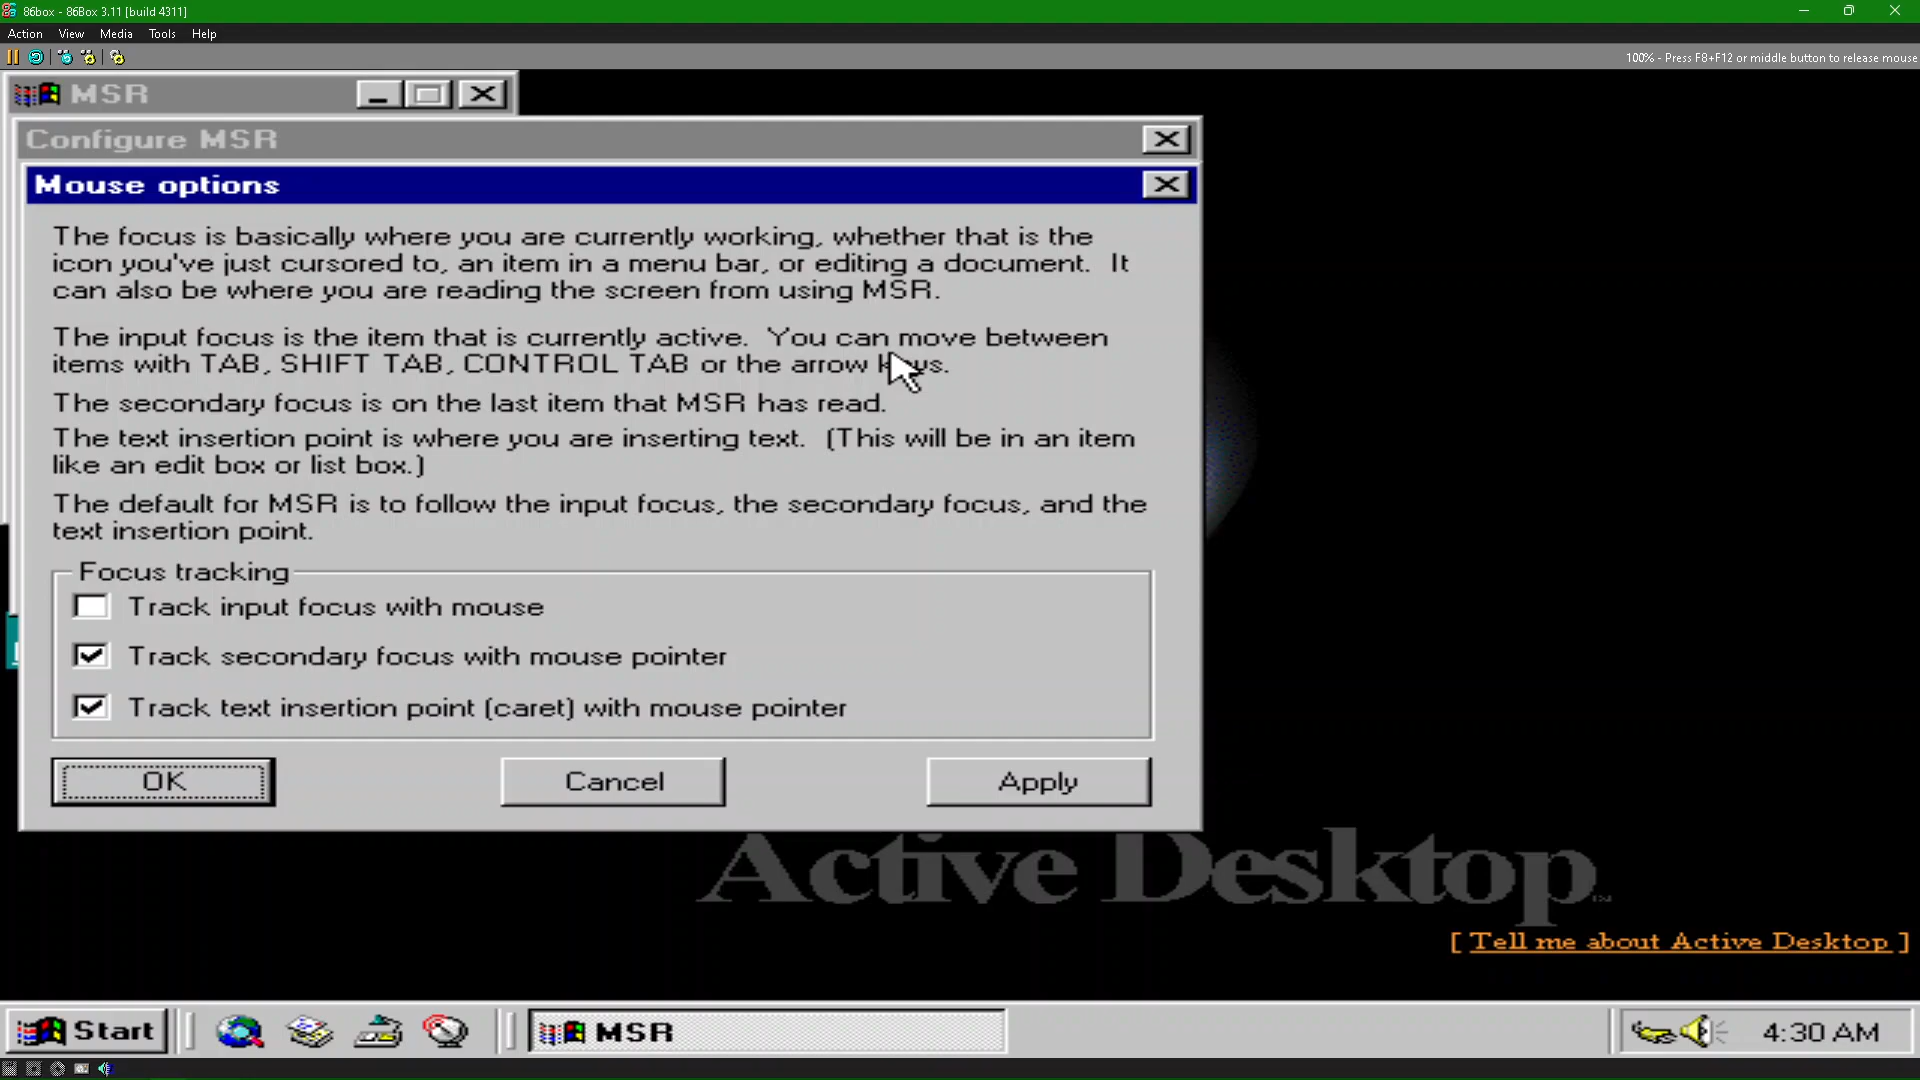 86box - 86Box 3.11 [build 4311]
Action View Media Tools Help
100% - Press F8+F12 or middle button to release mouse
MSR
Configure MSR
Mouse options
The focus is basically where you are currently working, whether that is the
icon you've just cursored to, an item in a menu bar, or editing a document. It
can also be where you are reading the screen from using MSR.
The input focus is the item that is currently active. You can move between
items with TAB, SHIFT TAB, CONTROL TAB or the arrow keys.
The secondary focus is on the last item that MSR has read.
The text insertion point is where you are inserting text. (This will be in an item
like an edit box or list box.)
The default for MSR is to follow the input focus, the secondary focus, and the
text insertion point.
Focus tracking
Track input focus with mouse
Track secondary focus with mouse pointer
Track text insertion point (caret) with mouse pointer
OK Cancel Apply
Active Desktop
[ Tell me about Active Desktop ]
Start MSR 4:30 AM